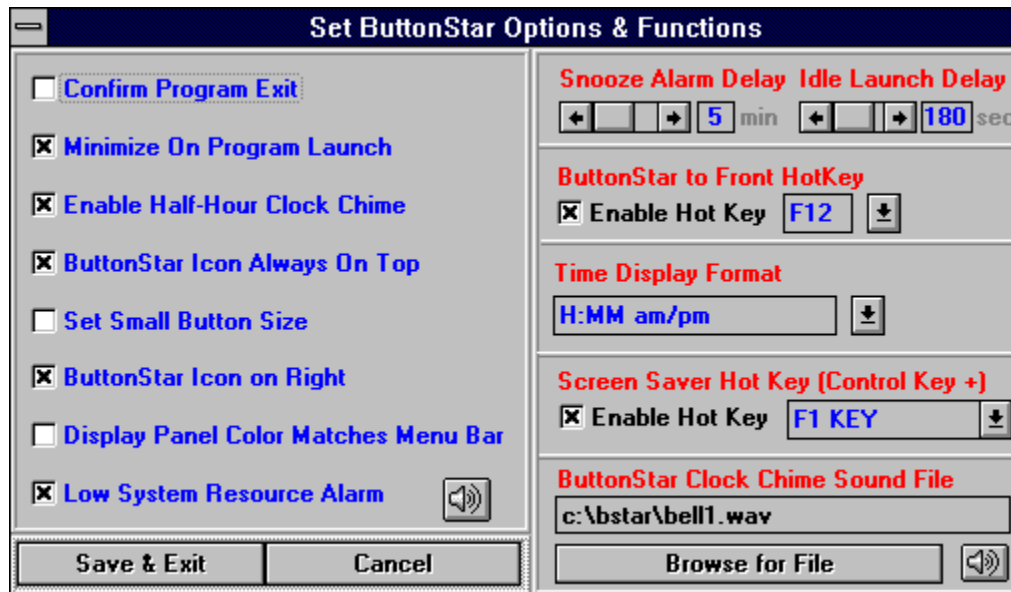 Set ButtonStar Options & Functions
Confirm Program Exit
Minimize On Program Launch
Enable Half-Hour Clock Chime
ButtonStar Icon Always On Top
Set Small Button Size
ButtonStar Icon on Right
Display Panel Color Matches Menu Bar
Low System Resource Alarm
Save & Exit
Cancel
Snooze Alarm Delay
Idle Launch Delay
5 min
180 sec
ButtonStar to Front HotKey
Enable Hot Key F12
Time Display Format
H:MM am/pm
Screen Saver Hot Key (Control Key +)
Enable Hot Key F1 KEY
ButtonStar Clock Chime Sound File
c:\bstar\bell1.wav
Browse for File